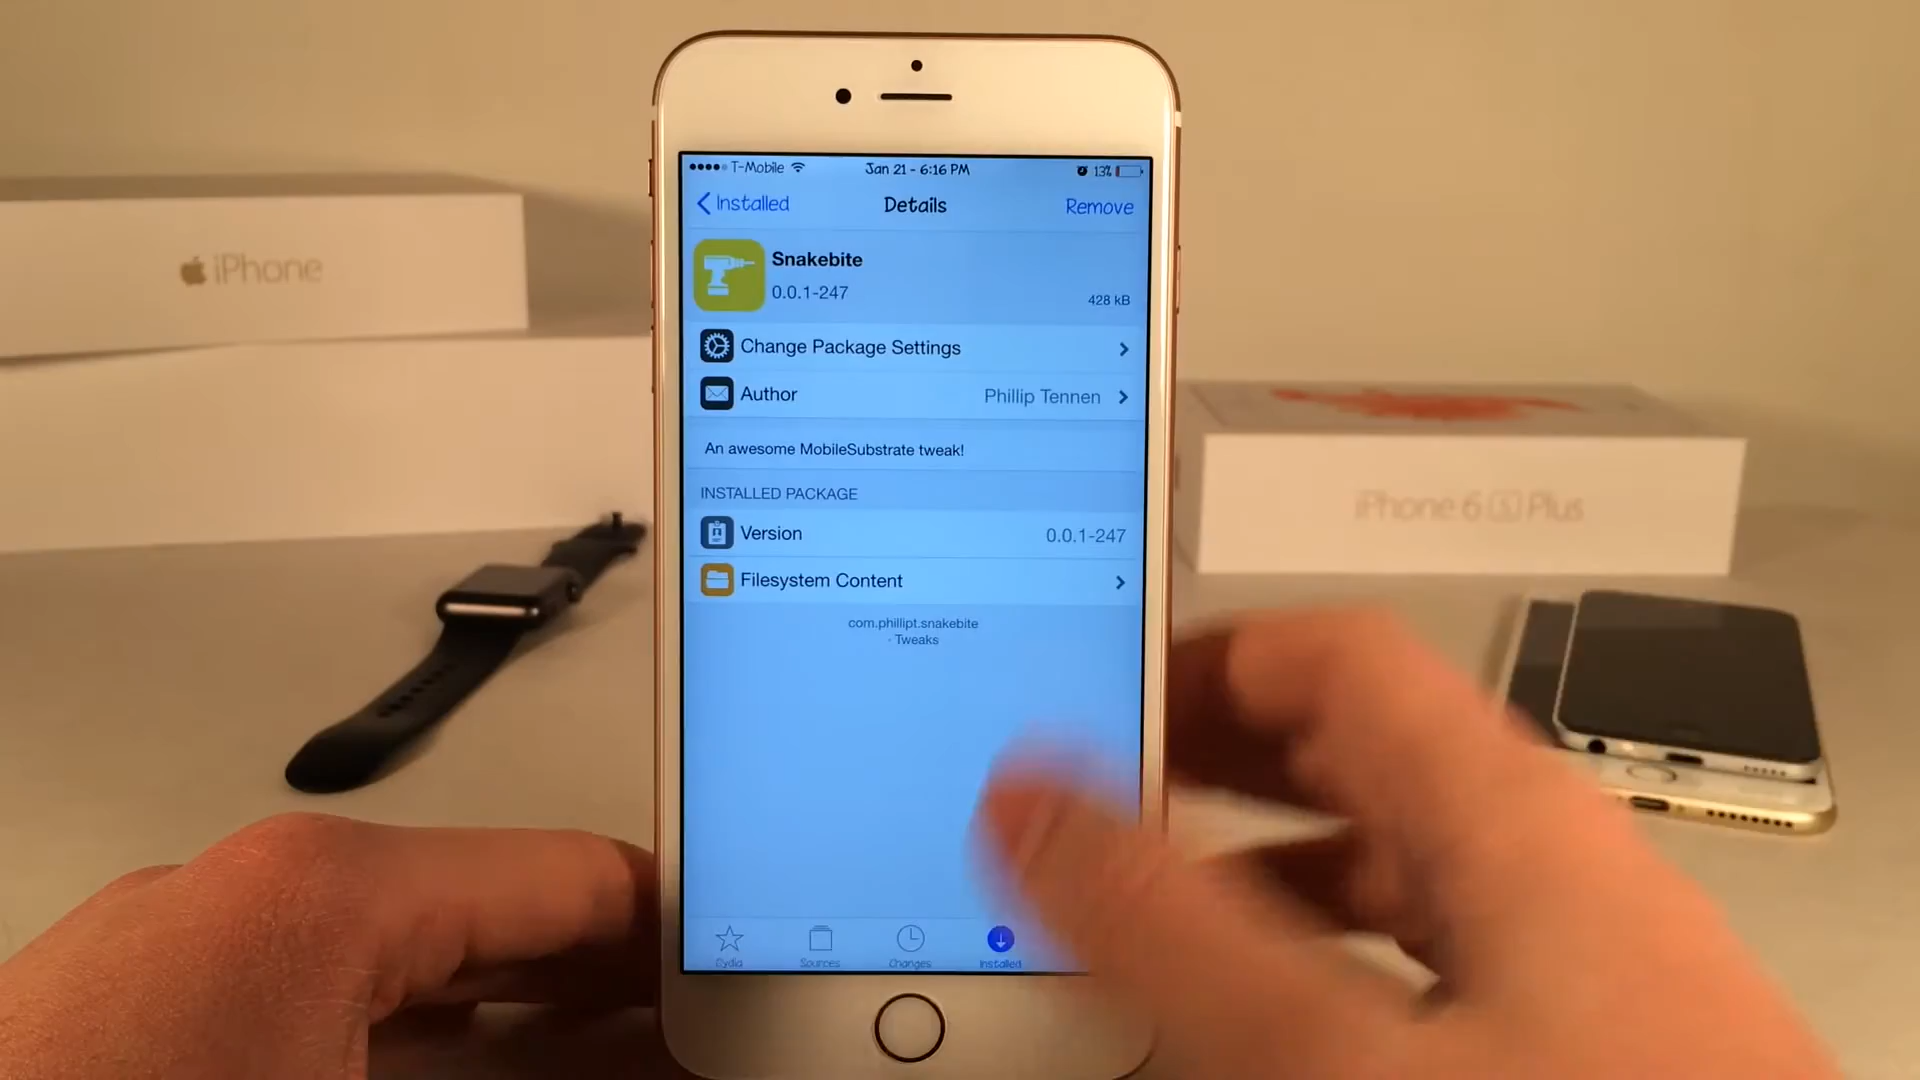 T-Mobile Jan 21 - 6:16 PM 13%
Installed Details Remove
Snakebite
0.0.1-247
428 kB
Change Package Settings
Author Phillip Tennen
An awesome MobileSubstrate tweak!
INSTALLED PACKAGE
Version 0.0.1-247
Filesystem Content
com.phillipt.snakebite
· Tweaks
Cydia Sources Changes Installed
iPhone
iPhone 6 S Plus